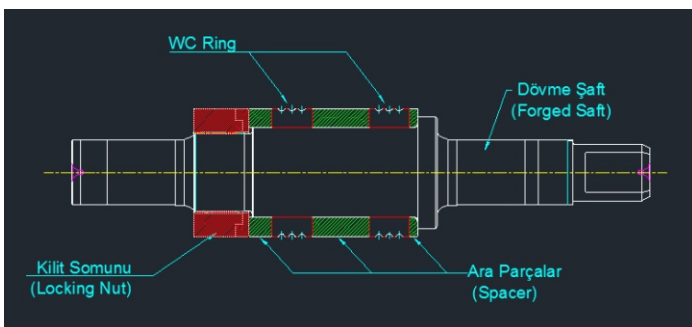 WC Ring
Dövme Şaft
(Forged Saft)
Kilit Somunu
(Locking Nut)
Ara Parçalar
(Spacer)